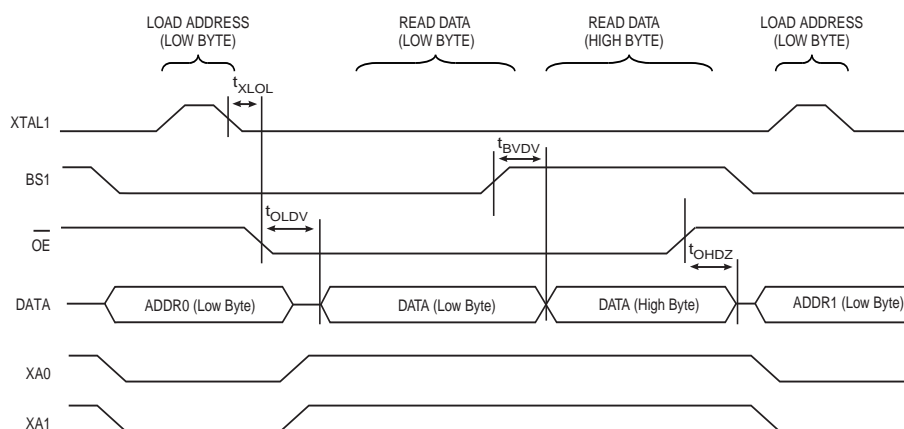 LOAD ADDRESS
(LOW BYTE)
READ DATA
(LOW BYTE)
READ DATA
(HIGH BYTE)
LOAD ADDRESS
(LOW BYTE)
tXLOL
XTAL1
tBVDV
BS1
tOLDV
OE
tOHDZ
DATA
ADDR0 (Low Byte)
DATA (Low Byte)
DATA (High Byte)
ADDR1 (Low Byte)
XA0
XA1